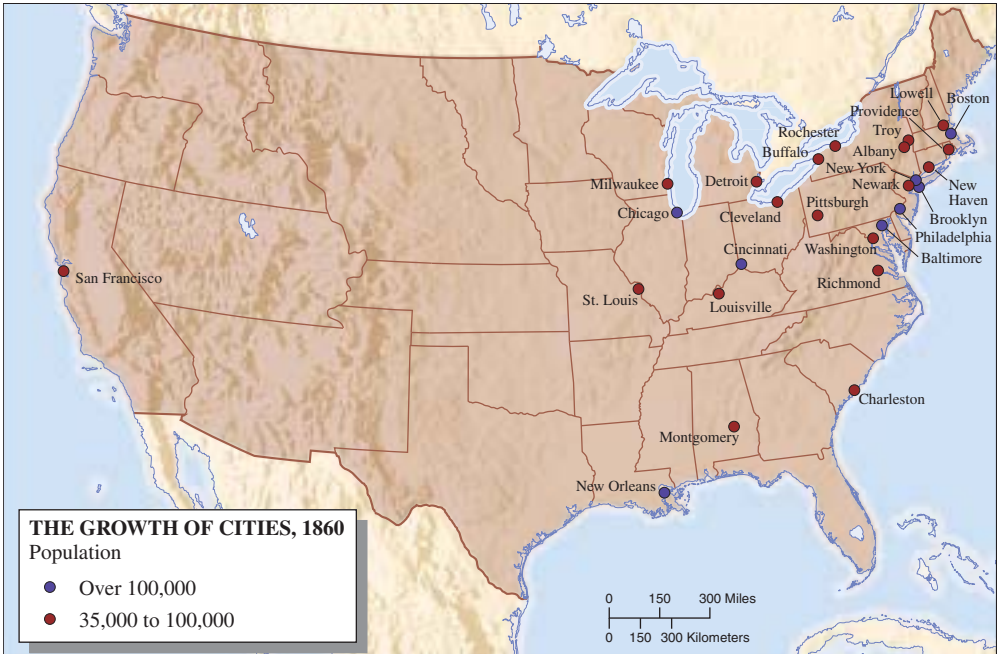 Lowell
Boston
Providence
Rochester
Troy
Buffalo
Albany
New York
Milwaukee
Detroit
Newark
New
Haven
Chicago
Cleveland
Pittsburgh
Brooklyn
Philadelphia
Cincinnati
Washington
Baltimore
San Francisco
Richmond
St. Louis
Louisville
Charleston
Montgomery
New Orleans
THE GROWTH OF CITIES, 1860
Population
Over 100,000
35,000 to 100,000
0 150 300 Miles
0 150 300 Kilometers